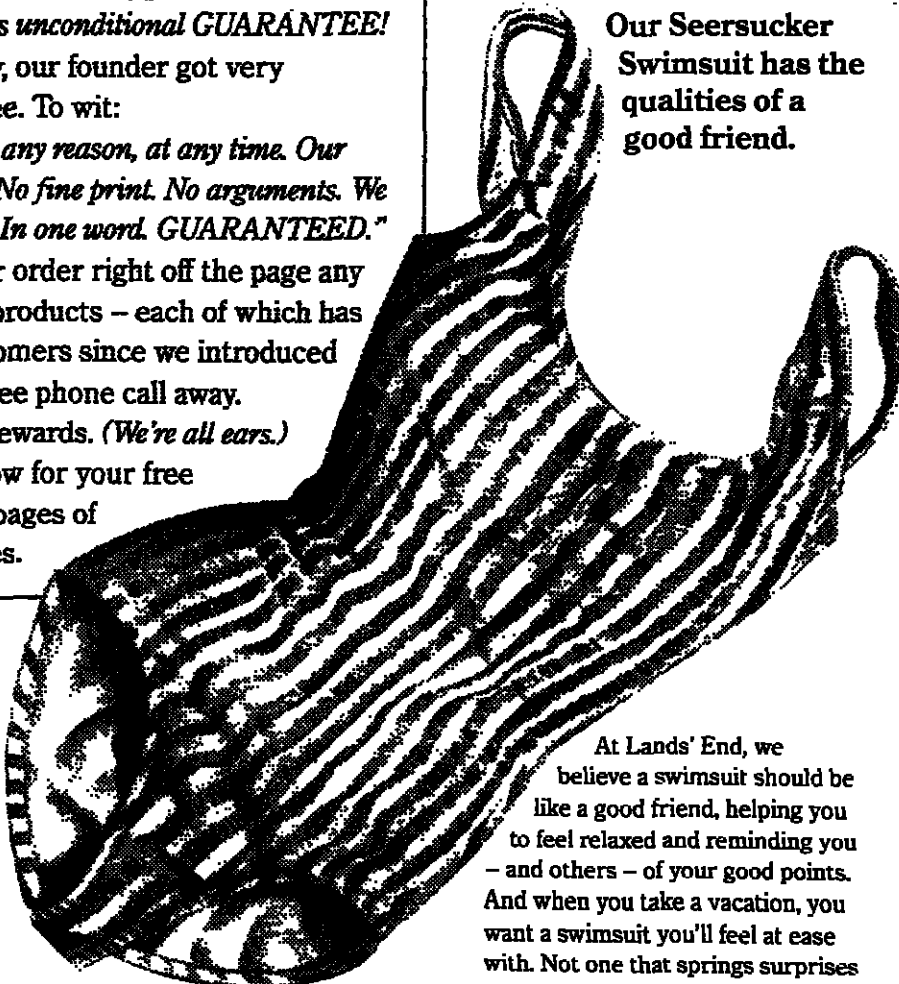 s unconditional GUARANTEE!
, our founder got very
ee. To wit:
any reason, at any time. Our
No fine print. No arguments. We
In one word. GUARANTEED."
r order right off the page any
products – each of which has
omers since we introduced
ee phone call away.
ewards. (We're all ears.)
ow for your free
pages of
es.
Our Seersucker
Swimsuit has the
qualities of a
good friend.
At Lands' End, we
believe a swimsuit should be
like a good friend, helping you
to feel relaxed and reminding you
– and others – of your good points.
And when you take a vacation, you
want a swimsuit you'll feel at ease
with. Not one that springs surprises